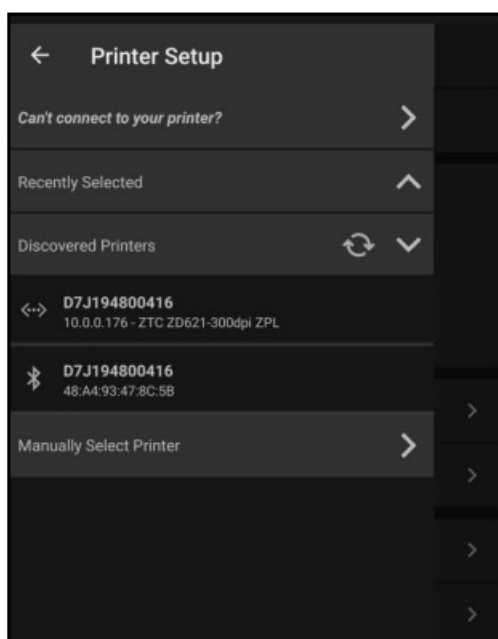 Printer Setup
Can't connect to your printer?
Recently Selected
Discovered Printers
D7J194800416
10.0.0.176 - ZTC ZD621-300dpi ZPL
D7J194800416
48:A4:93:47:8C:5B
Manually Select Printer